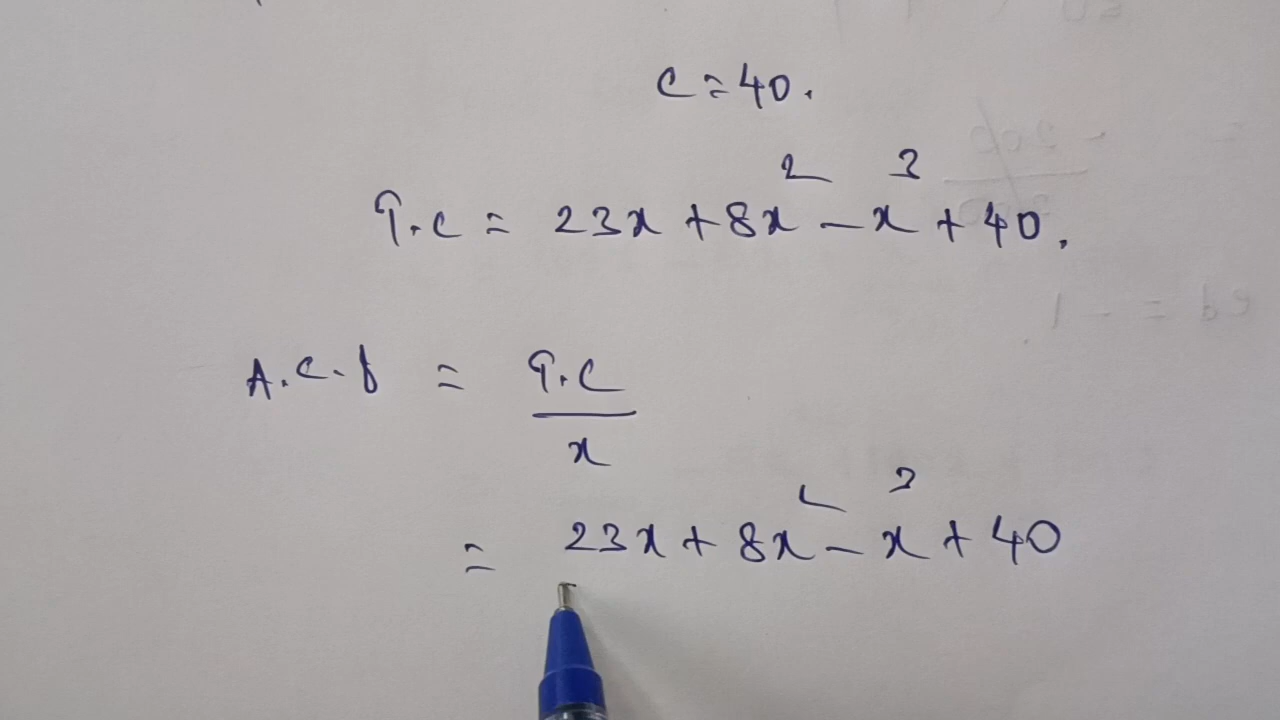 c = 40.
T.C = 23x + 8x² - x³ + 40.
A.C.f = T.C / x
= 23x + 8x² - x³ + 40